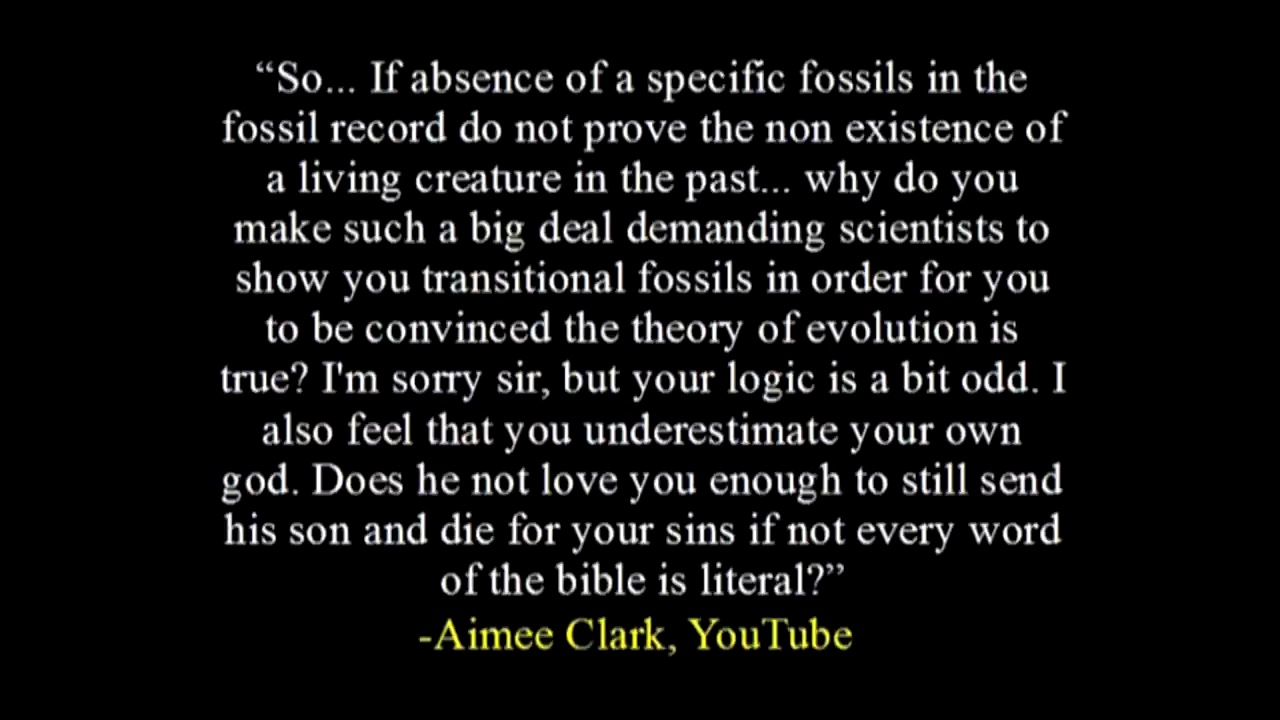 “So... If absence of a specific fossils in the
fossil record do not prove the non existence of
a living creature in the past... why do you
make such a big deal demanding scientists to
show you transitional fossils in order for you
to be convinced the theory of evolution is
true? I'm sorry sir, but your logic is a bit odd. I
also feel that you underestimate your own
god. Does he not love you enough to still send
his son and die for your sins if not every word
of the bible is literal?”
-Aimee Clark, YouTube